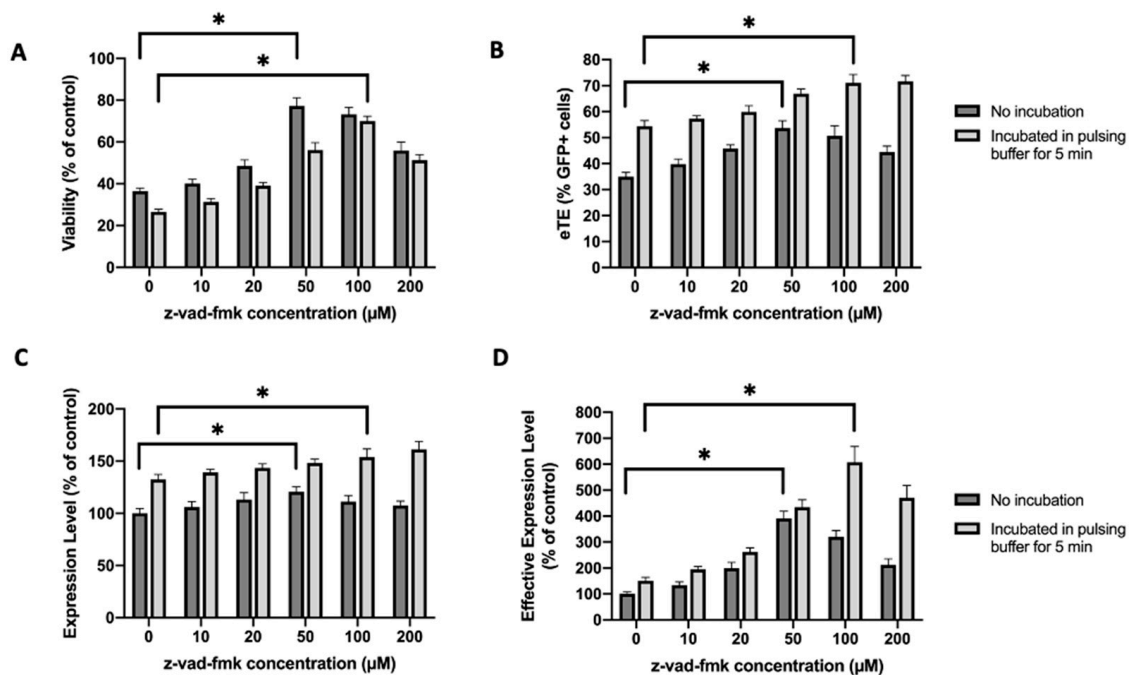 A
*
*
Viability (% of control)
100
80
60
40
20
0
0 10 20 50 100 200
z-vad-fmk concentration (µM)
B
*
*
eTE (% GFP+ cells)
80
70
60
50
40
30
20
10
0
0 10 20 50 100 200
z-vad-fmk concentration (µM)
No incubation
Incubated in pulsing
buffer for 5 min
C
*
*
Expression Level (% of control)
200
150
100
50
0
0 10 20 50 100 200
z-vad-fmk concentration (µM)
D
*
*
Effective Expression Level
(% of control)
800
700
600
500
400
300
200
100
0
0 10 20 50 100 200
z-vad-fmk concentration (µM)
No incubation
Incubated in pulsing
buffer for 5 min